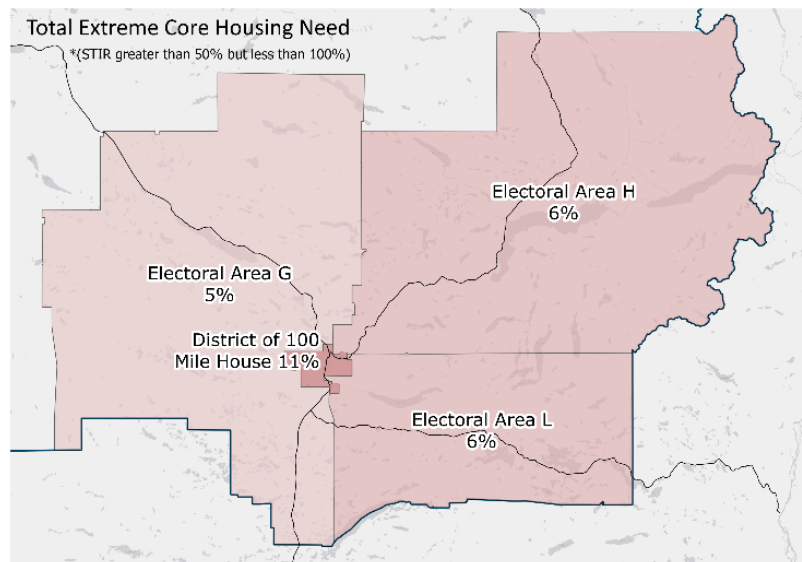 Total Extreme Core Housing Need
*(STIR greater than 50% but less than 100%)
Electoral Area H
6%
Electoral Area G
5%
District of 100
Mile House 11%
Electoral Area L
6%